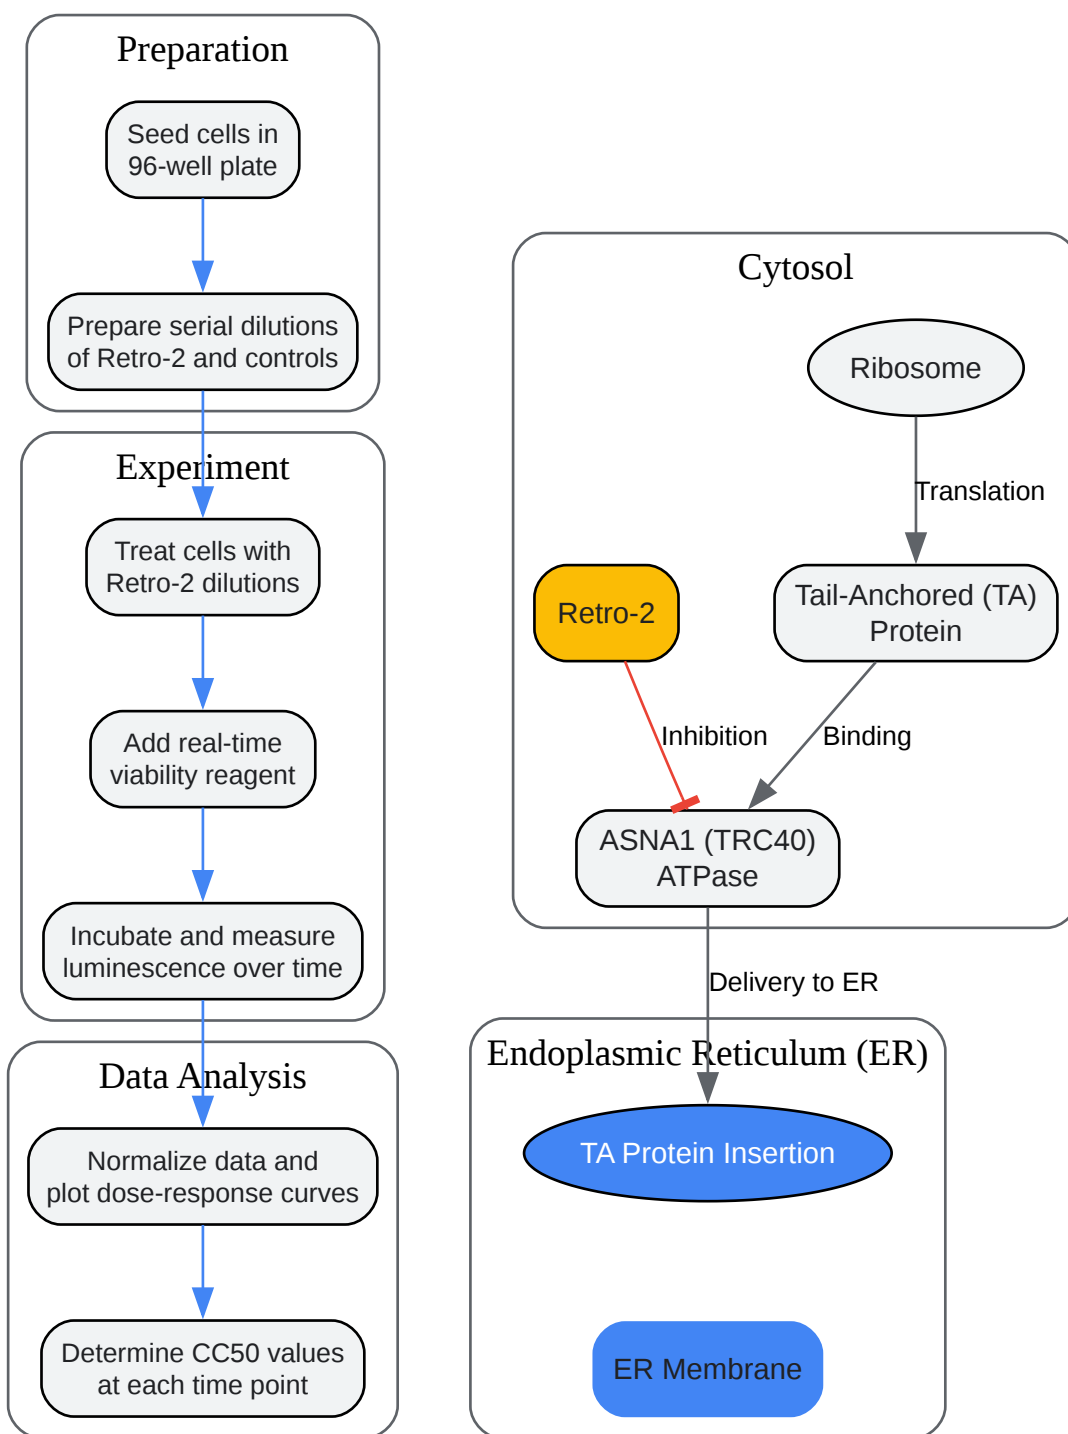 Preparation
Seed cells in
96-well plate
Prepare serial dilutions
of Retro-2 and controls
Experiment
Treat cells with
Retro-2 dilutions
Add real-time
viability reagent
Incubate and measure
luminescence over time
Data Analysis
Normalize data and
plot dose-response curves
Determine CC50 values
at each time point
Cytosol
Ribosome
Translation
Retro-2
Tail-Anchored (TA)
Protein
Inhibition
Binding
ASNA1 (TRC40)
ATPase
Delivery to ER
Endoplasmic Reticulum (ER)
TA Protein Insertion
ER Membrane